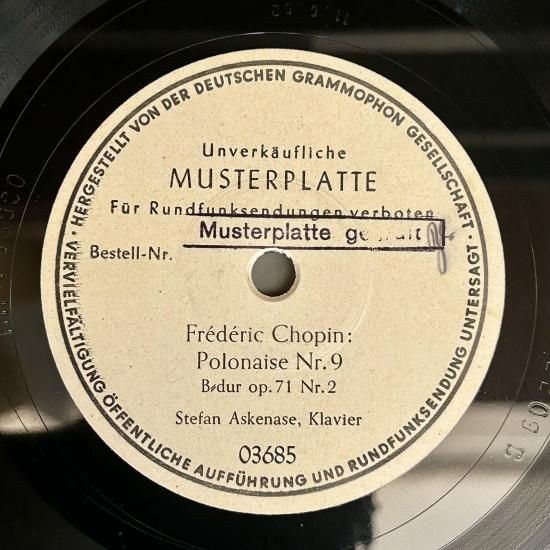 · HERGESTELLT VON DER DEUTSCHEN GRAMMOPHON GESELLSCHAFT ·
VERVIELFÄLTIGUNG ÖFFENTLICHE AUFFÜHRUNG UND RUNDFUNKSENDUNG UNTERSAGT
Unverkäufliche
MUSTERPLATTE
Für Rundfunksendungen verboten
Musterplatte
Bestell-Nr.
Frédéric Chopin:
Polonaise Nr. 9
B-dur op. 71 Nr. 2
Stefan Askenase, Klavier
03685